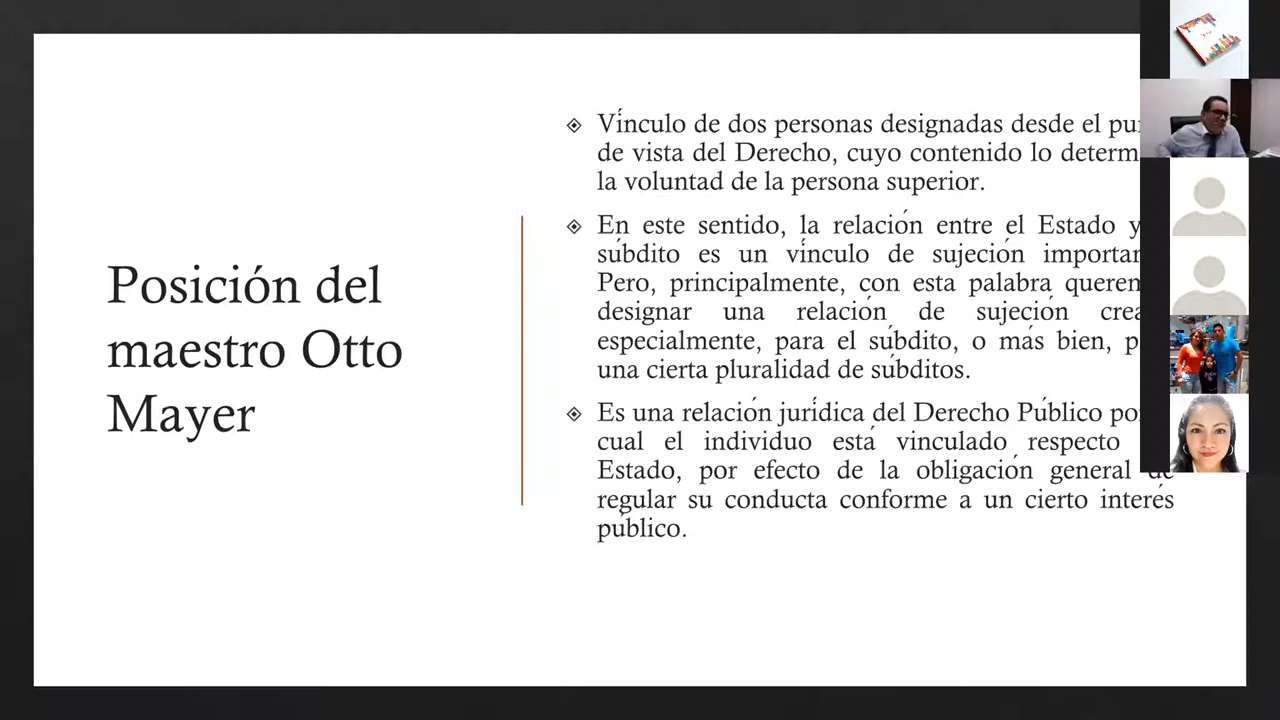 Posición del
maestro Otto
Mayer
Vínculo de dos personas designadas desde el
de vista del Derecho, cuyo contenido lo
la voluntad de la persona superior.
En este sentido, la relación entre el Estado y
súbdito es un vínculo de sujeción
Pero, principalmente, con esta palabra
designar una relación de sujeción
especialmente, para el súbdito, o más bien,
una cierta pluralidad de súbditos.
Es una relación jurídica del Derecho Público
cual el individuo está vinculado respecto
Estado, por efecto de la obligación general de
regular su conducta conforme a un cierto interés
público.